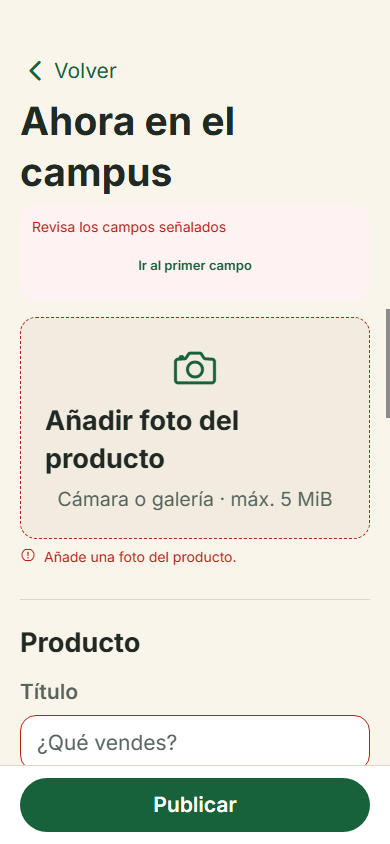 Volver
Ahora en el
campus
Revisa los campos señalados
Ir al primer campo
Añadir foto del
producto
Cámara o galería · máx. 5 MiB
Añade una foto del producto.
Producto
Título
¿Qué vendes?
Publicar